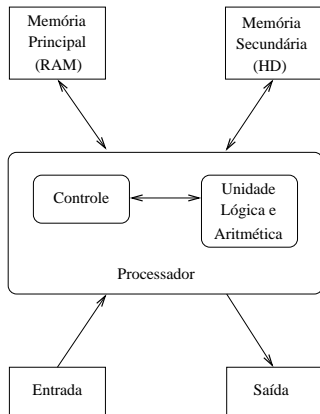 Memória
Principal
(RAM)
Memória
Secundária
(HD)
Controle
Unidade
Lógica e
Aritmética
Processador
Entrada
Saída